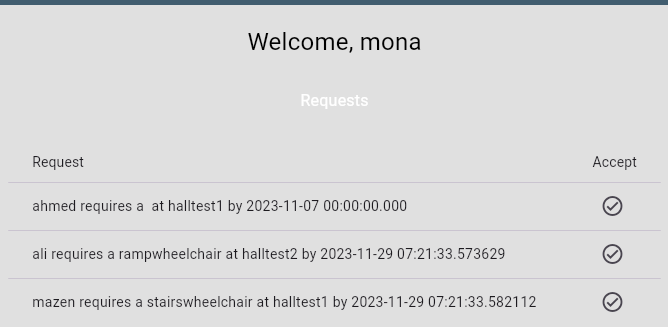 Welcome, mona
Requests
Request Accept
ahmed requires a  at halltest1 by 2023-11-07 00:00:00.000
ali requires a rampwheelchair at halltest2 by 2023-11-29 07:21:33.573629
mazen requires a stairswheelchair at halltest1 by 2023-11-29 07:21:33.582112